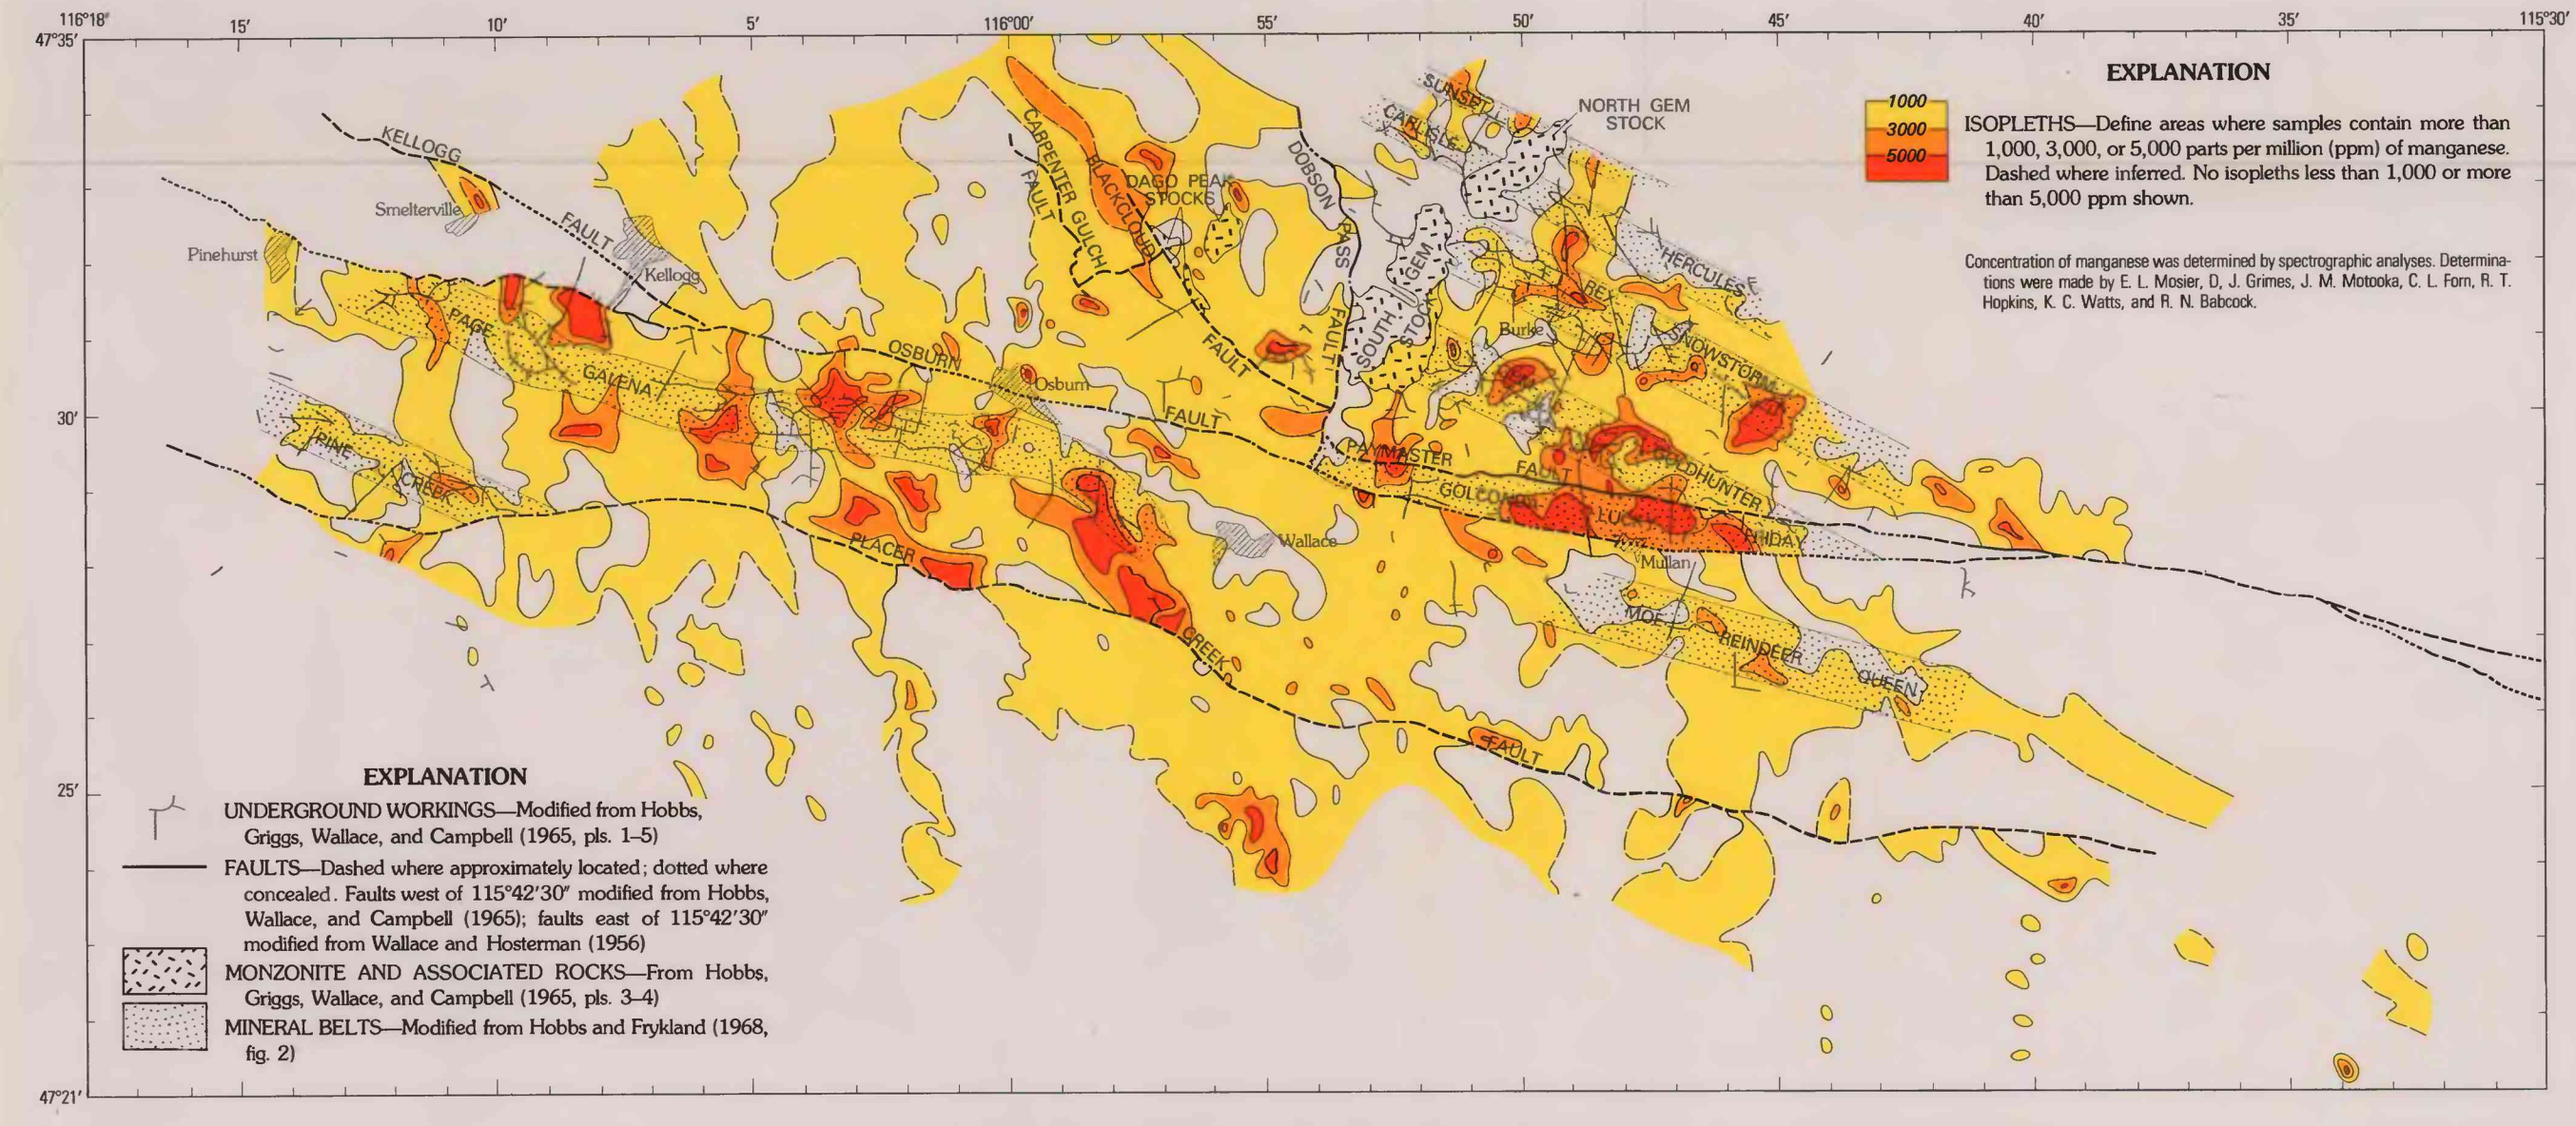 116°18″
15′
10′
5′
116°00′
55′
50′
45′
40′
35′
115°30′
47°35′
30′
25′
47°21′
EXPLANATION
1000
3000
5000
ISOPLETHS—Define areas where samples contain more than
1,000, 3,000, or 5,000 parts per million (ppm) of manganese.
Dashed where inferred. No isopleths less than 1,000 or more
than 5,000 ppm shown.
Concentration of manganese was determined by spectrographic analyses. Determina-
tions were made by E. L. Mosier, D, J. Grimes, J. M. Motooka, C. L. Forn, R. T.
Hopkins, K. C. Watts, and R. N. Babcock.
SUNSET
CARLISLE
NORTH GEM
STOCK
KELLOGG
FAULT
Smelterville
Pinehurst
Kellogg
CARPENTER GULCH
FAULT
BLACKCLOUD
FAULT
DAGO PEAK
STOCKS
DOBSON
PASS
FAULT
SOUTH GEM
STOCK
HERCULES
REX
Burke
SNOWSTORM
PAGE
GALENA
OSBURN
Osburn
FAULT
PINE
CREEK
PAYMASTER
FAULT
GOLDHUNTER
GOLCONDA
LUCKY
FRIDAY
Mullan
Wallace
PLACER
CREEK
FAULT
MOE
REINDEER
QUEEN
EXPLANATION
UNDERGROUND WORKINGS—Modified from Hobbs,
Griggs, Wallace, and Campbell (1965, pls. 1–5)
FAULTS—Dashed where approximately located; dotted where
concealed. Faults west of 115°42′30″ modified from Hobbs,
Wallace, and Campbell (1965); faults east of 115°42′30″
modified from Wallace and Hosterman (1956)
MONZONITE AND ASSOCIATED ROCKS—From Hobbs,
Griggs, Wallace, and Campbell (1965, pls. 3–4)
MINERAL BELTS—Modified from Hobbs and Frykland (1968,
fig. 2)